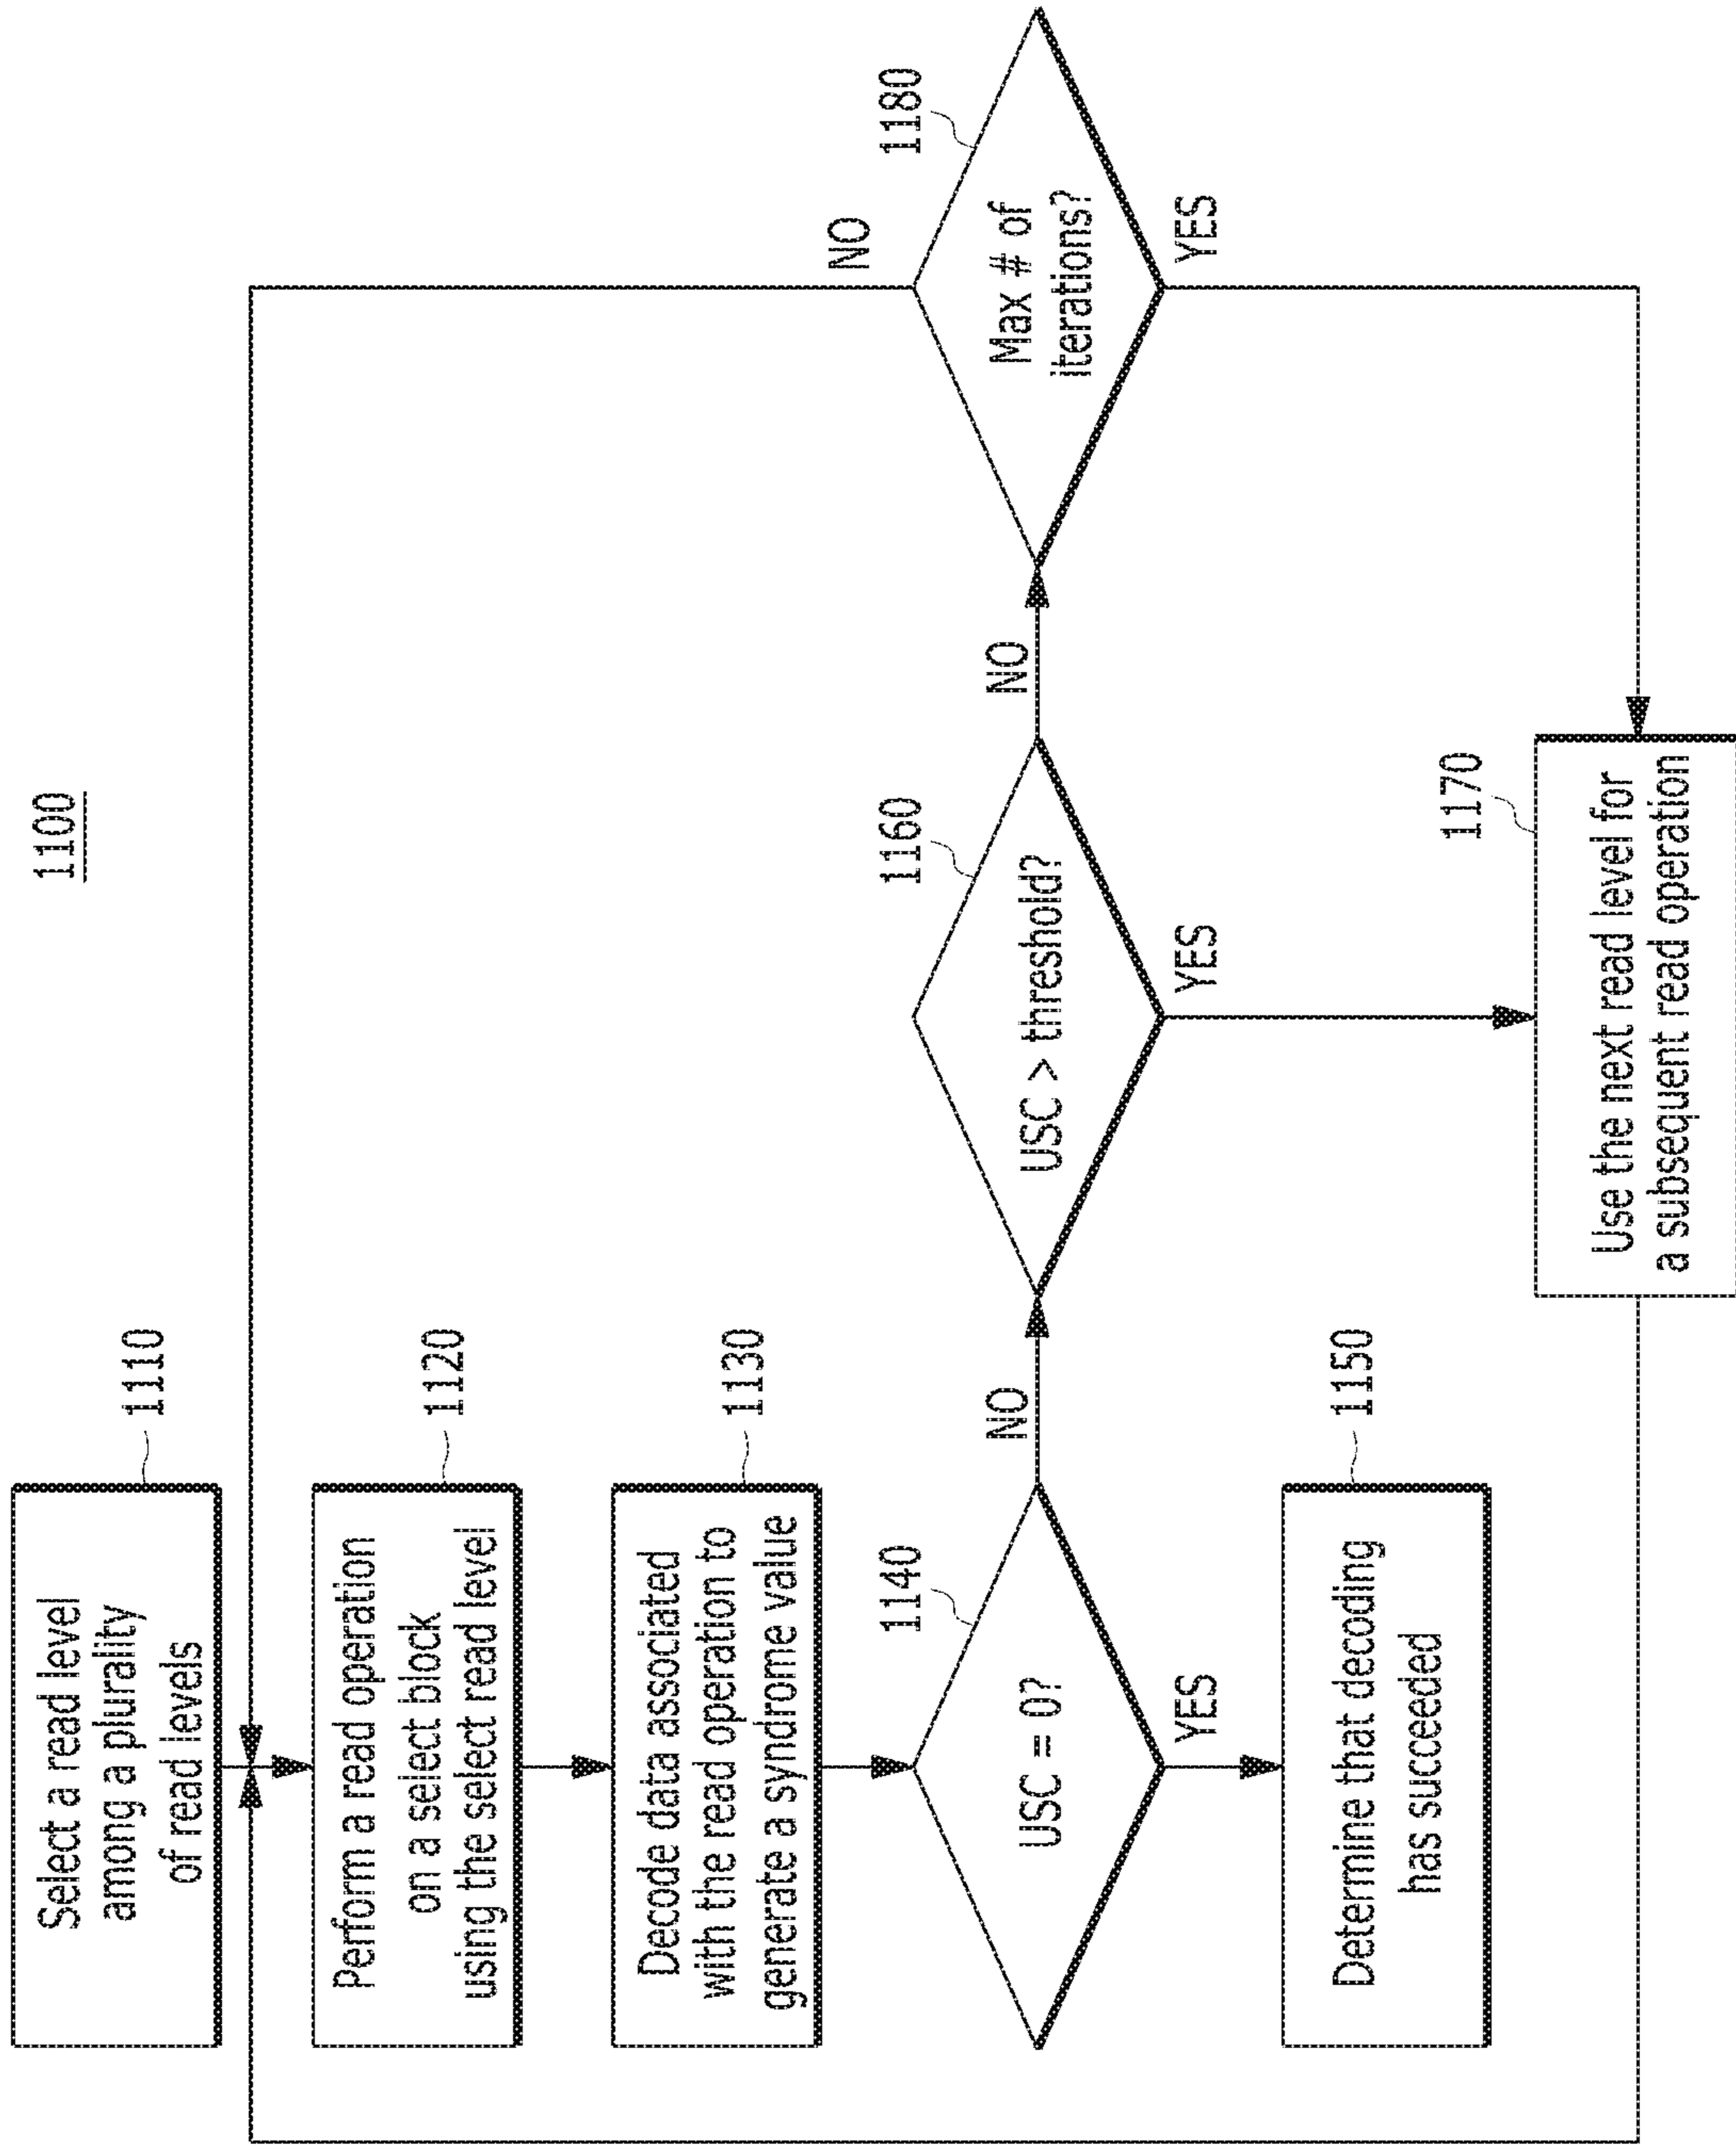 1100
Select a read level
among a plurality
of read levels
1110
Perform a read operation
on a select block
using the select read level
1120
Decode data associated
with the read operation to
generate a syndrome value
1130
USC = 0?
1140
NO
YES
Determine that decoding
has succeeded
1150
USC > threshold?
1160
NO
YES
Max # of
iterations?
1180
NO
YES
Use the next read level for
a subsequent read operation
1170